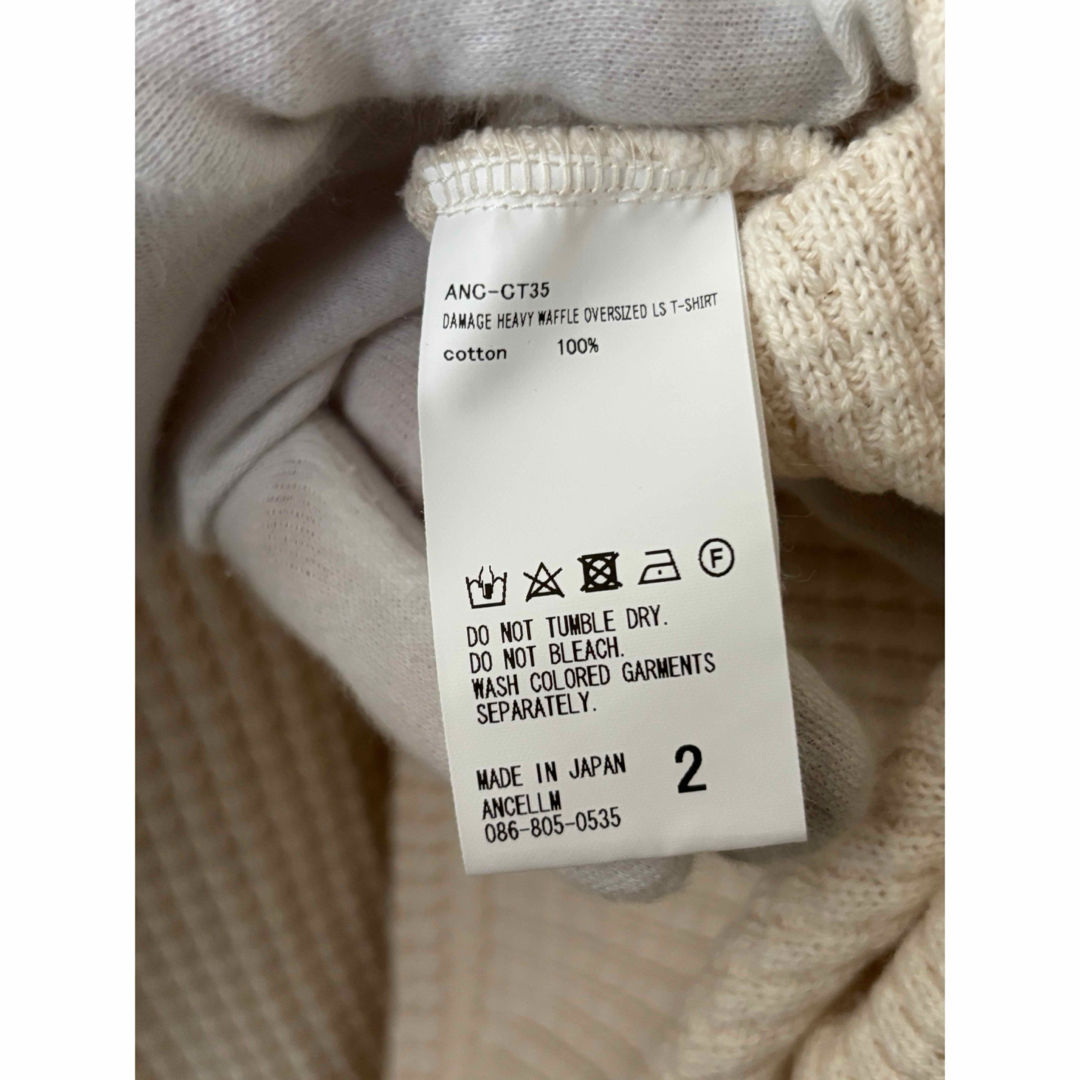 ANC-CT35
DAMAGE HEAVY WAFFLE OVERSIZED LS T-SHIRT
cotton 100%
F
DO NOT TUMBLE DRY.
DO NOT BLEACH.
WASH COLORED GARMENTS
SEPARATELY.
MADE IN JAPAN 2
ANCELLM
086-805-0535